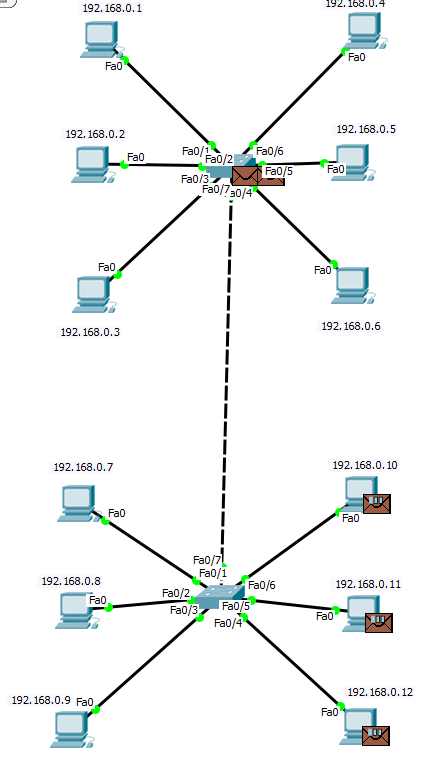 192.168.0.1
192.168.0.4
Fa0
Fa0
192.168.0.2
192.168.0.5
Fa0/1
Fa0/6
Fa0
Fa0/2
Fa0
Fa0/3
Fa0/5
Fa0/7
Fa0/4
Fa0
Fa0
192.168.0.3
192.168.0.6
192.168.0.7
192.168.0.10
Fa0
Fa0
Fa0/7
Fa0/1
192.168.0.8
192.168.0.11
Fa0/6
Fa0/2
Fa0
Fa0/3
Fa0/5
Fa0
Fa0/4
192.168.0.9
192.168.0.12
Fa0
Fa0